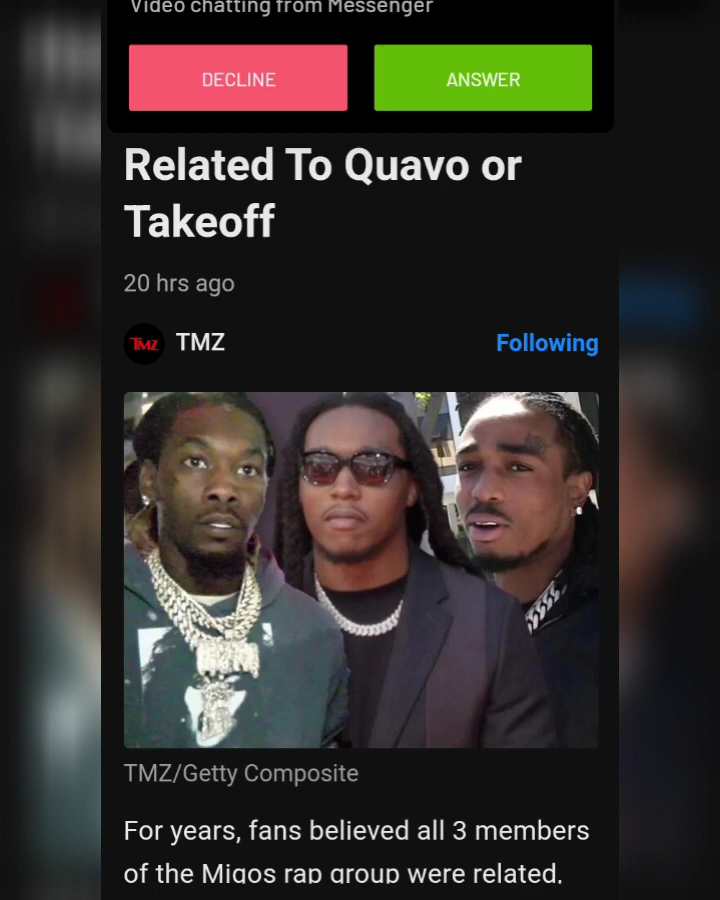 Video chatting from Messenger
DECLINE
ANSWER
Related To Quavo or
Takeoff
20 hrs ago
TMZ
TMZ
Following
TMZ/Getty Composite
For years, fans believed all 3 members
of the Migos rap group were related,